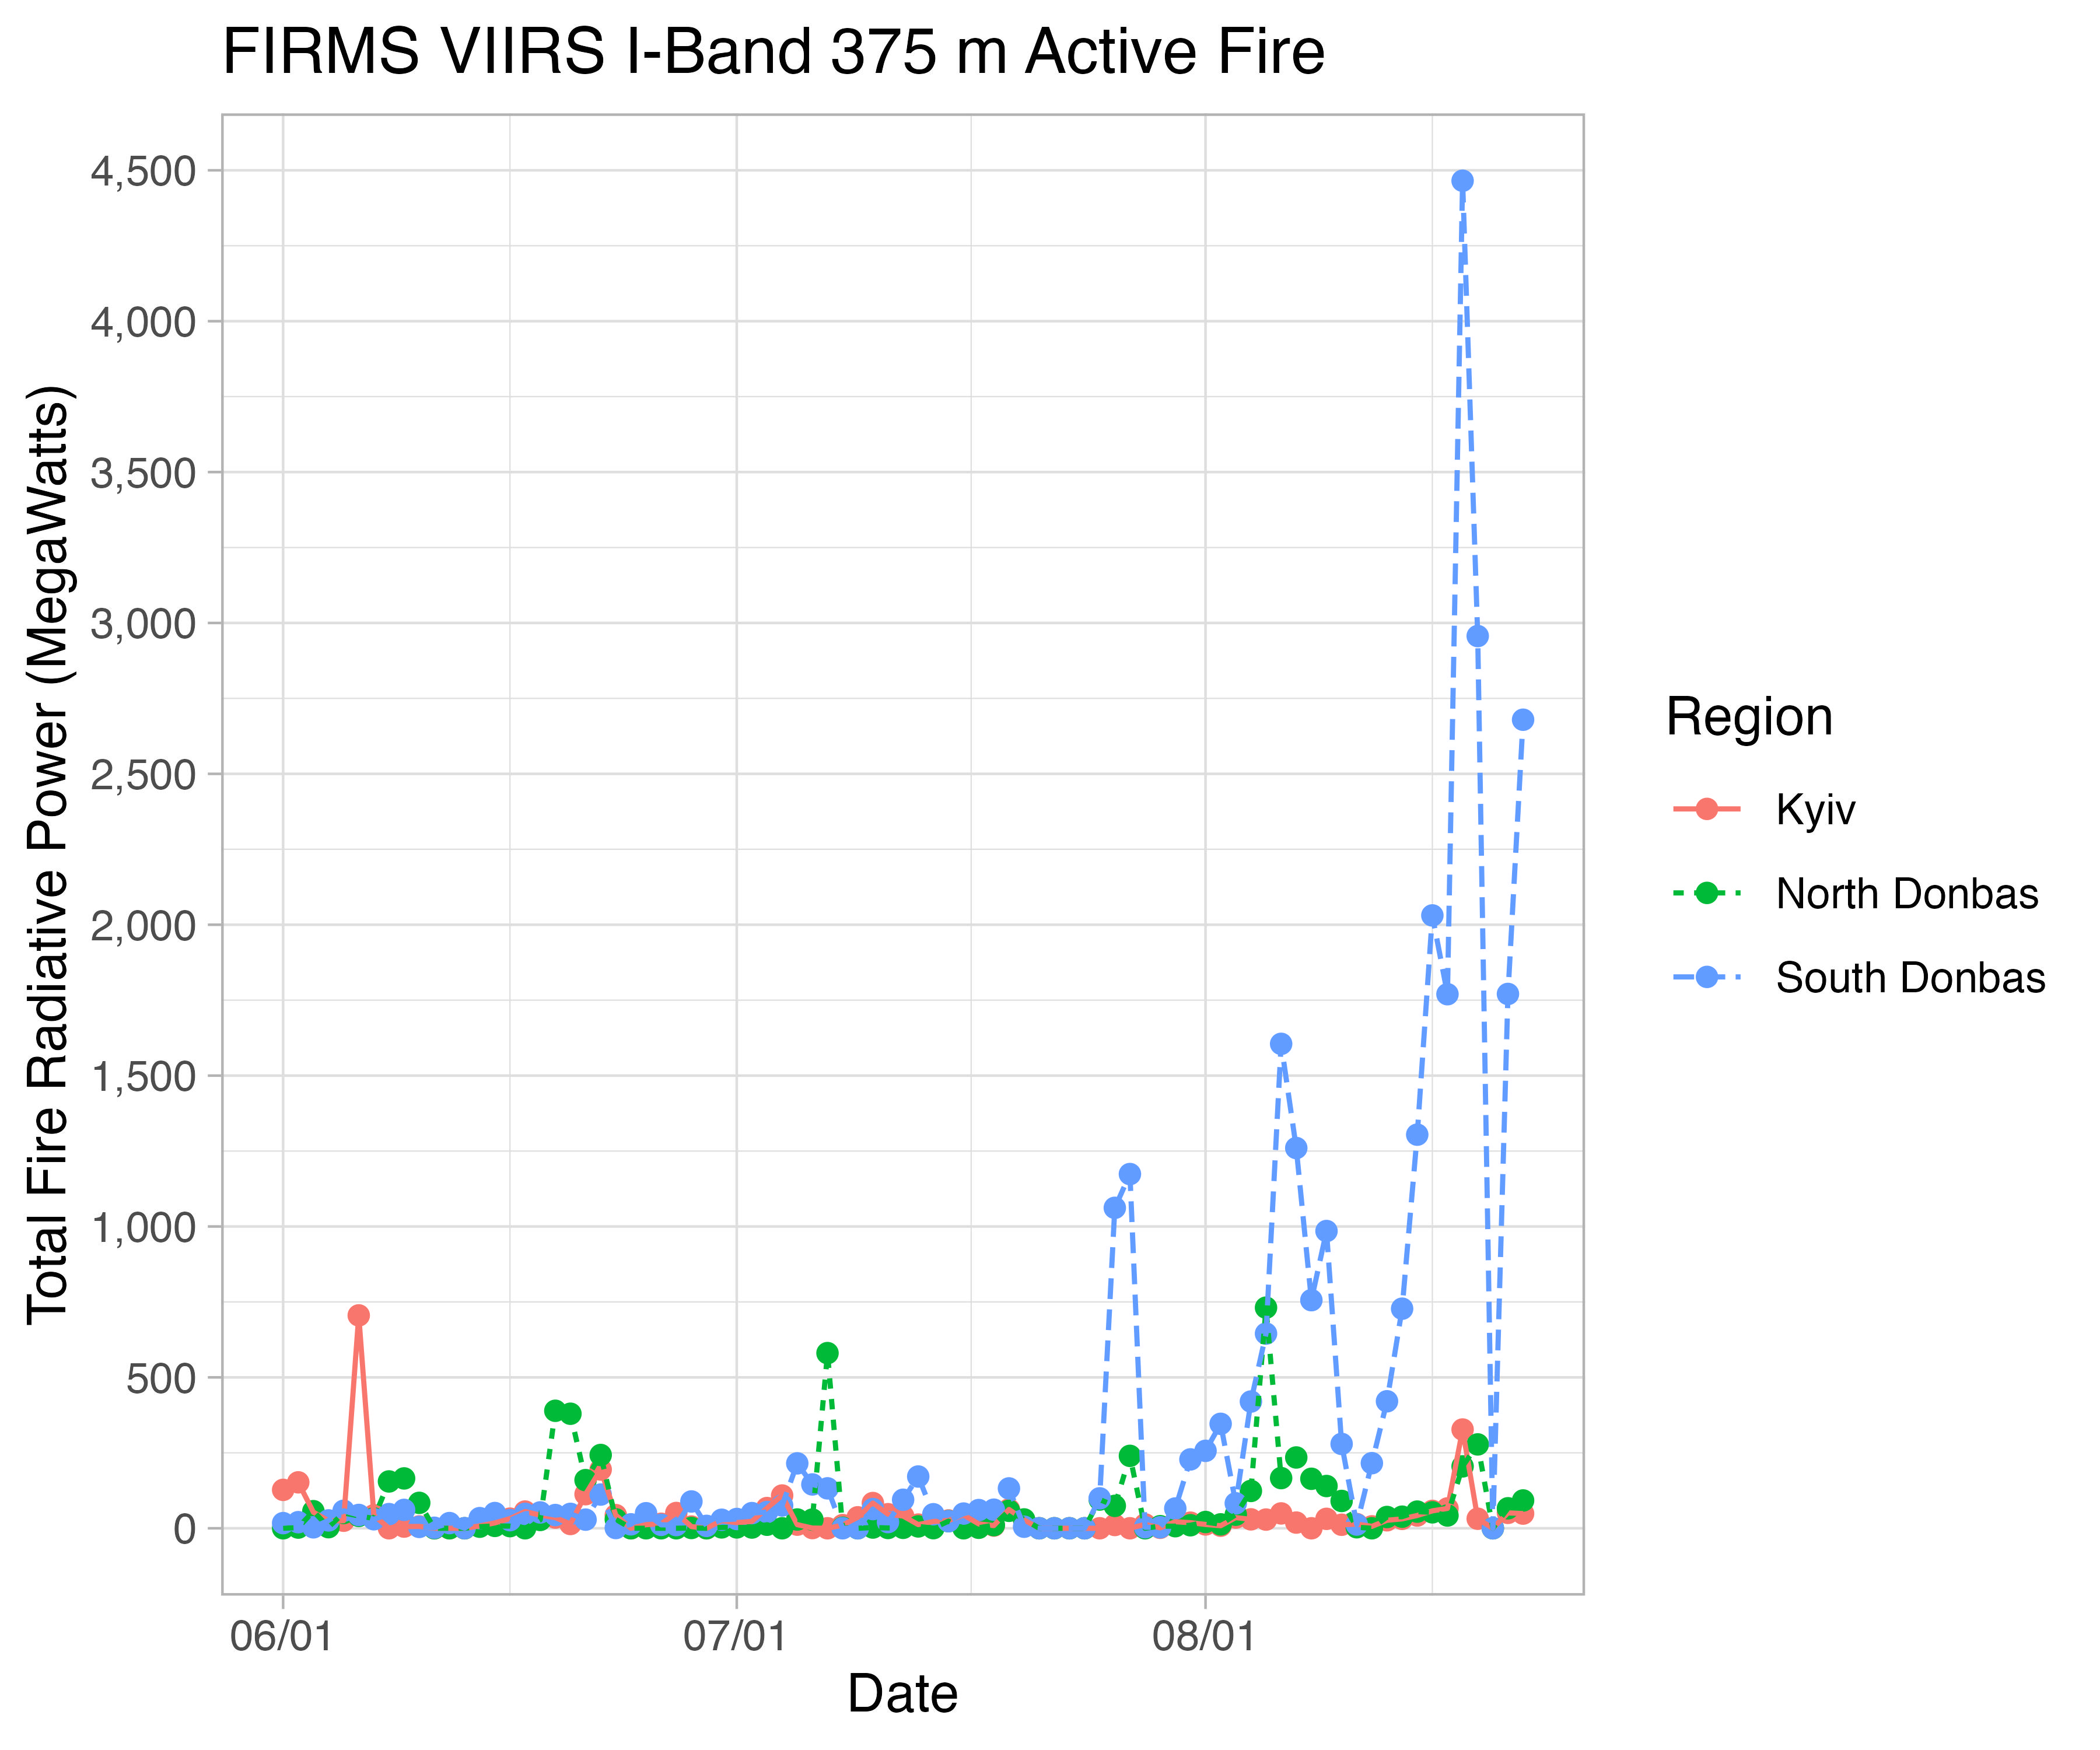 FIRMS VIIRS I-Band 375 m Active Fire
Total Fire Radiative Power (MegaWatts)
4,500
4,000
3,500
3,000
2,500
2,000
1,500
1,000
500
0
06/01
07/01
08/01
Date
Region
Kyiv
North Donbas
South Donbas